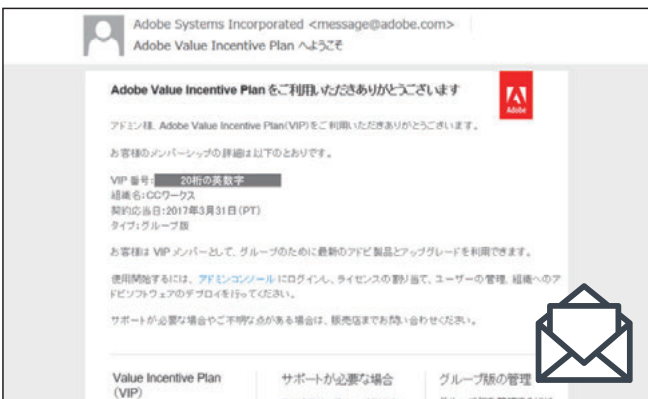 Adobe Systems Incorporated <message@adobe.com>
Adobe Value Incentive Plan へようこそ
Adobe Value Incentive Plan をご利用いただきありがとうございます
Adobe
アドミン様、Adobe Value Incentive Plan(VIP)をご利用いただきありがとうございます。
お客様のメンバーシップの詳細は以下のとおりです。
VIP 番号: 20桁の英数字
組織名:CCワークス
契約応当日:2017年3月31日(PT)
タイプ:グループ版
お客様は VIP メンバーとして、グループのために最新のアドビ製品とアップグレードを利用できます。
使用開始するには、アドミンコンソール にログインし、ライセンスの割り当て、ユーザーの管理、組織へのア
ドビソフトウェアのデプロイを行ってください。
サポートが必要な場合やご不明な点がある場合は、販売店までお問い合わせください。
Value Incentive Plan
(VIP)
サポートが必要な場合
グループ版の管理